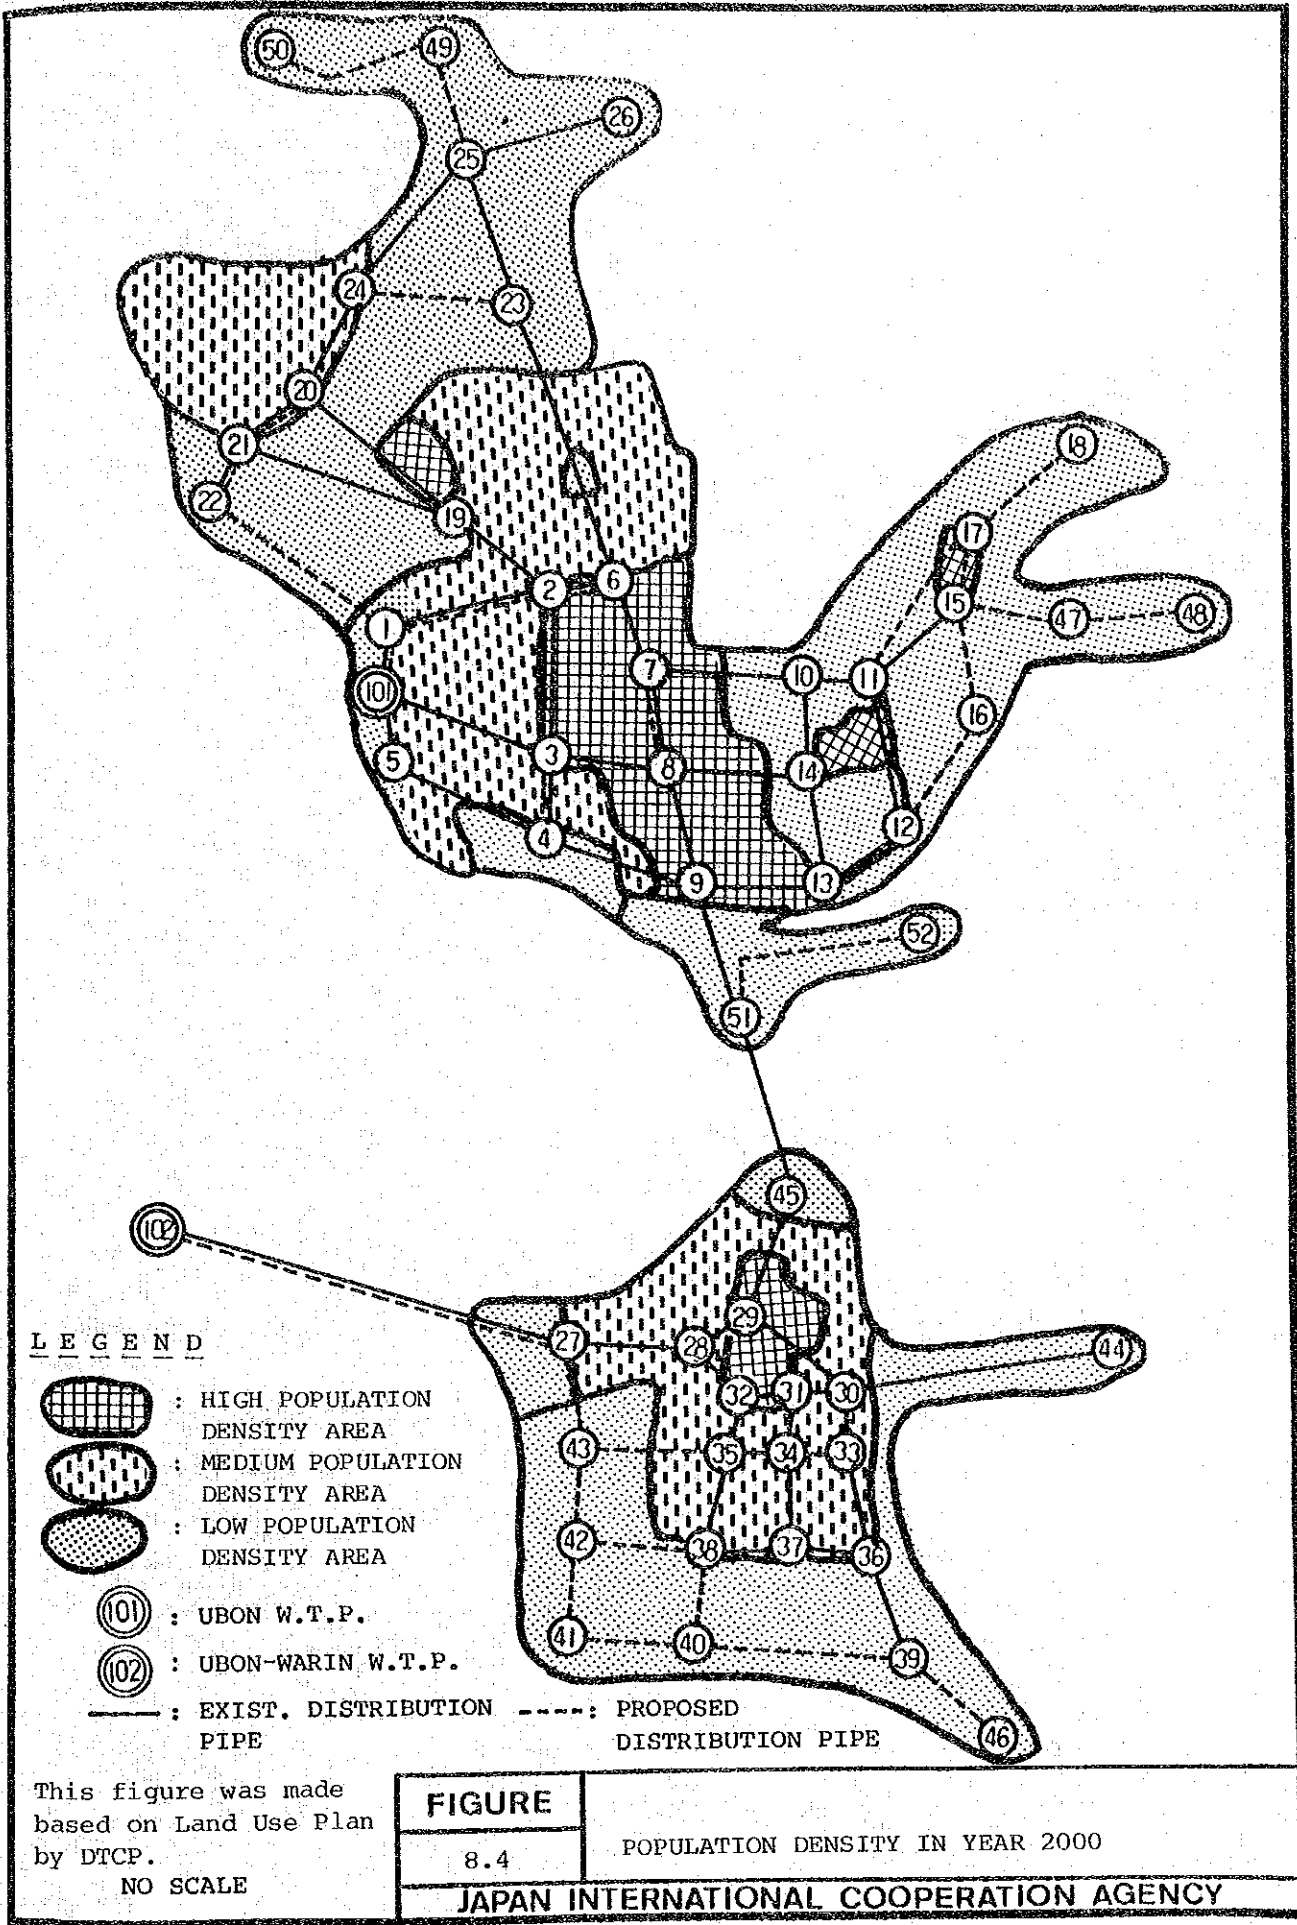 50
49
26
25
24
23
20
21
22
19
18
17
2
6
1
15
47
48
7
10
11
101
16
3
5
8
14
4
12
9
13
52
51
45
102
29
27
28
44
32
31
30
43
35
34
33
42
38
37
36
41
40
39
46
LEGEND
: HIGH POPULATION
DENSITY AREA
: MEDIUM POPULATION
DENSITY AREA
: LOW POPULATION
DENSITY AREA
101 : UBON W.T.P.
102 : UBON-WARIN W.T.P.
: EXIST. DISTRIBUTION
PIPE
: PROPOSED
DISTRIBUTION PIPE
This figure was made
based on Land Use Plan
by DTCP.
NO SCALE
FIGURE
8.4
POPULATION DENSITY IN YEAR 2000
JAPAN INTERNATIONAL COOPERATION AGENCY